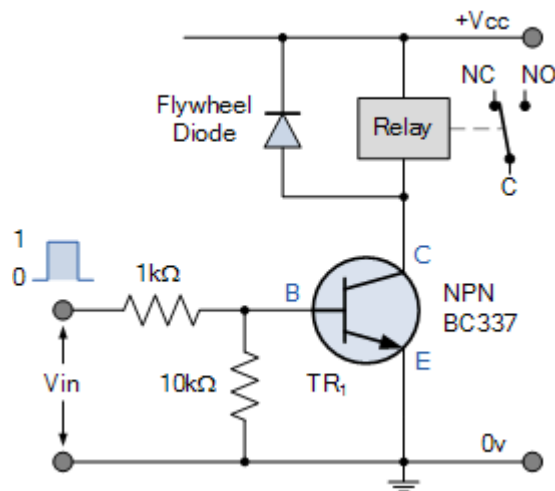 +Vcc
NC NO
Flywheel
Diode
Relay
C
1
0
1kΩ
B
C
NPN
BC337
Vin
10kΩ
TR₁
E
0v